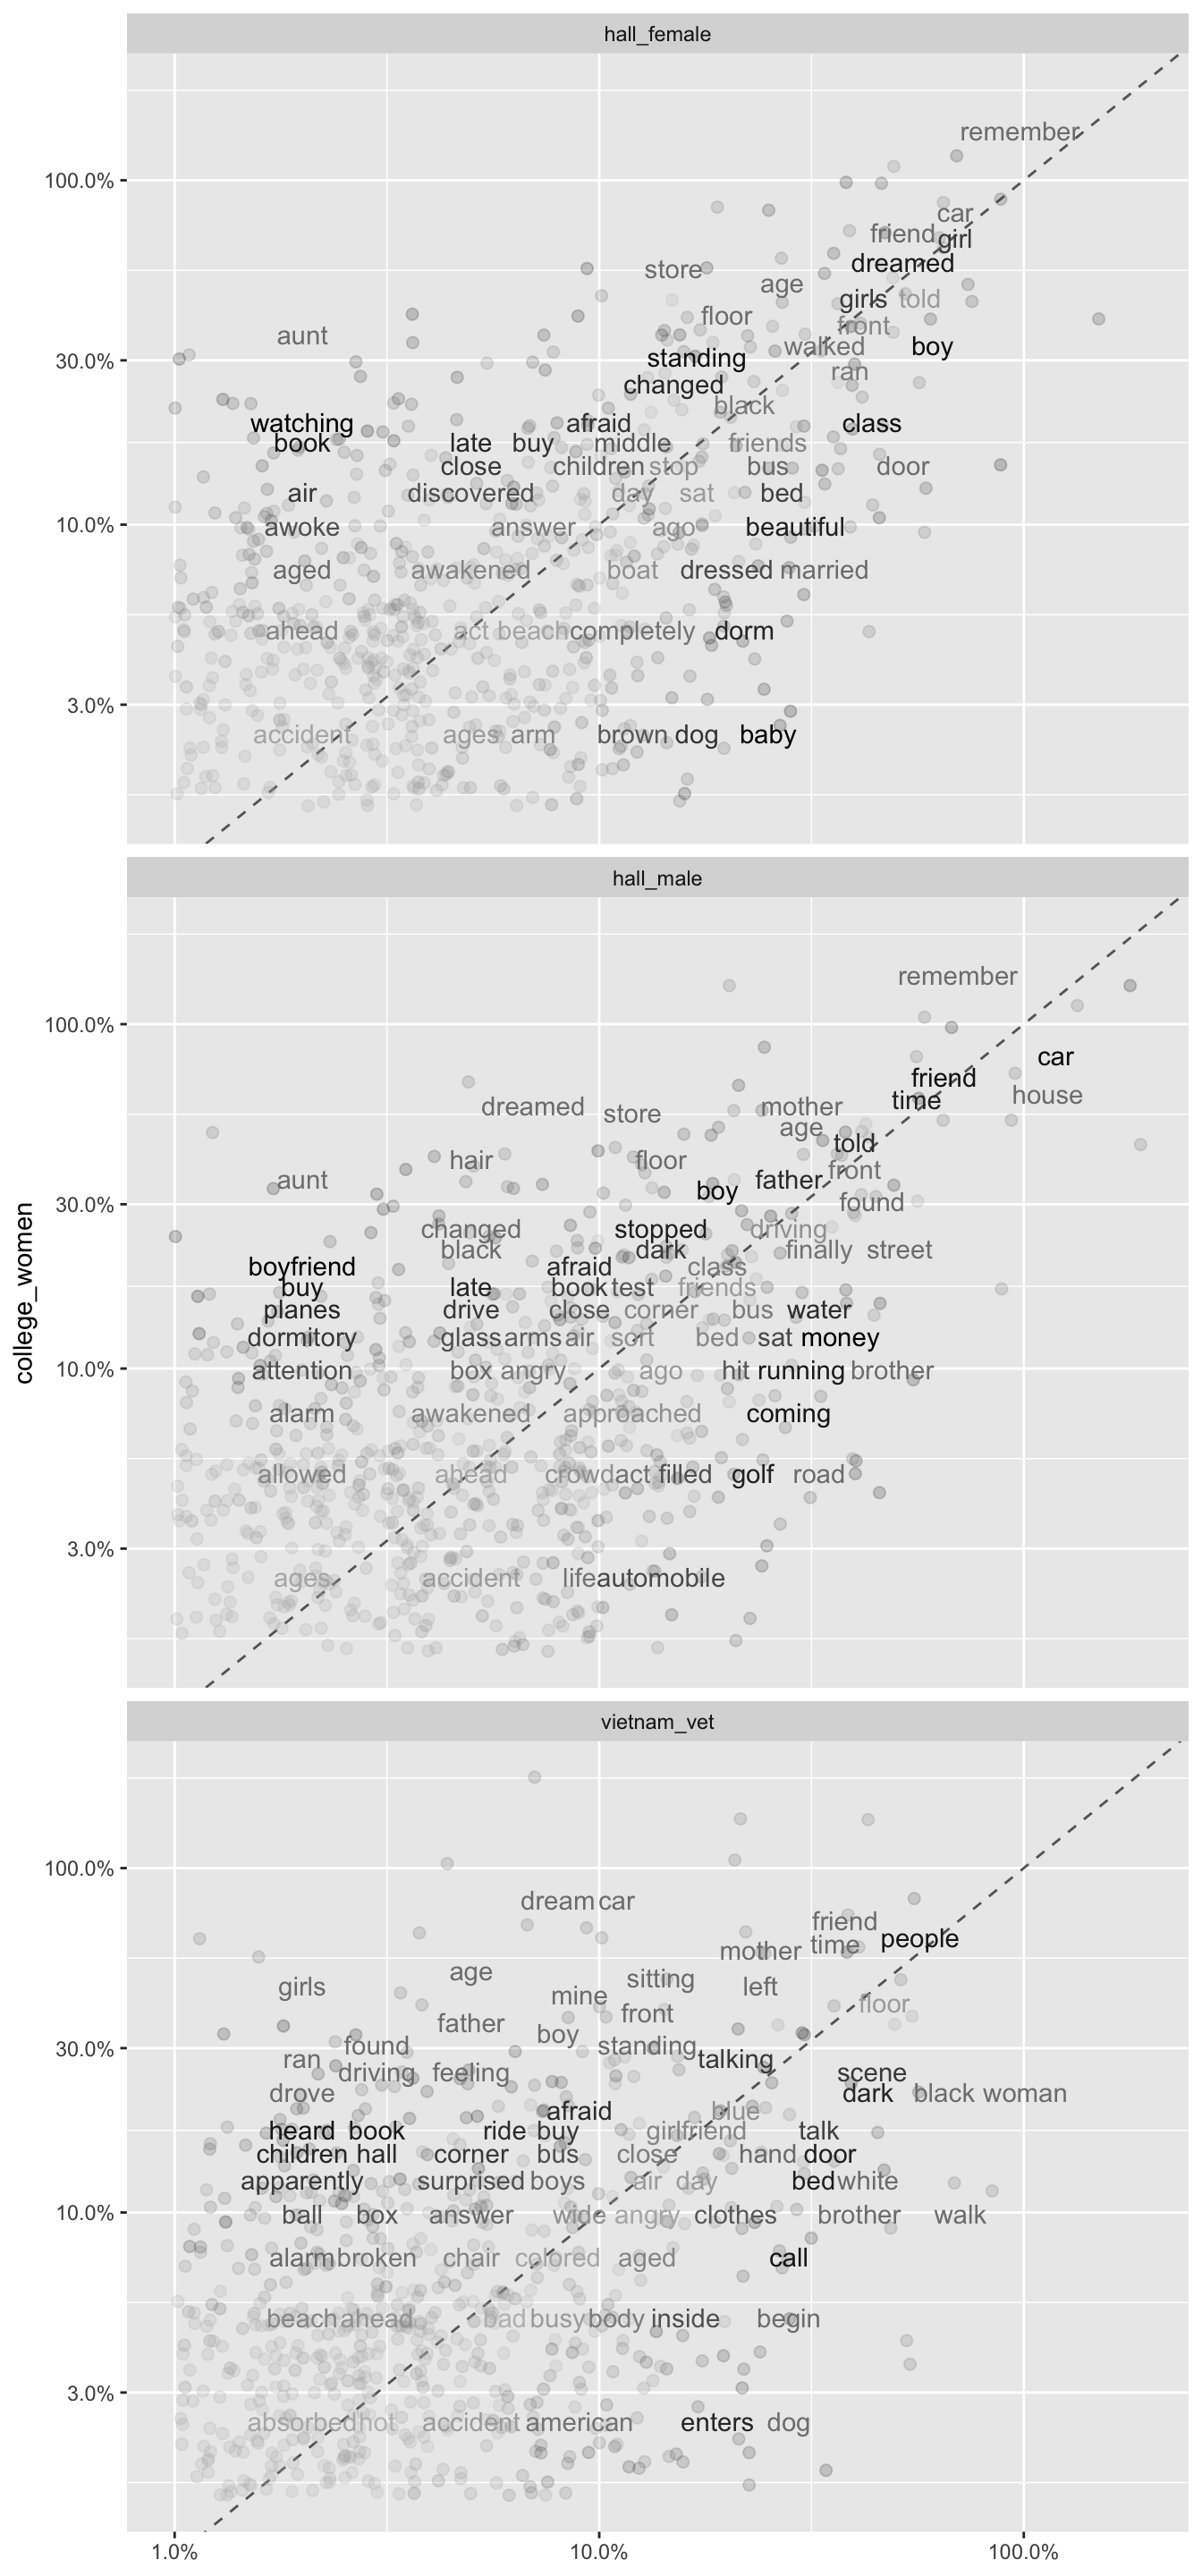 hall_female
remember
100.0%
car
friend girl
dreamed
store
age
girls told
floor
front
aunt
walked boy
30.0%
standing
ran
changed
black
watching afraid class
book late buy middle friends
close children stop bus door
air discovered day sat bed
10.0%
awoke answer ago beautiful
aged awakened boat dressed married
ahead act beach completely dorm
3.0%
accident ages arm brown dog baby
hall_male
remember
100.0%
car
friend
house
time
dreamed store mother
age
told
hair floor front
aunt boy father
30.0%
found
changed stopped driving
black dark finally street
boyfriend afraid class
buy late book test friends
planes drive close corner bus water
dormitory glass arms air sort bed sat money
10.0%
attention box angry ago hit running brother
alarm awakened approached coming
allowed ahead crowd act filled golf road
3.0%
ages accident life automobile
college_women
vietnam_vet
100.0%
dream car
friend
time people
mother
age sitting
girls left
mine floor
front
father boy
30.0%
found standing
ran talking
driving feeling scene
drove dark black woman
afraid blue
heard book ride buy girlfriend talk
children hall corner bus close hand door
apparently surprised boys air day bed white
10.0%
ball box answer wide angry clothes brother walk
alarm broken chair colored aged call
beach ahead bad busy body inside begin
3.0%
absorbed hot accident american enters dog
1.0% 10.0% 100.0%